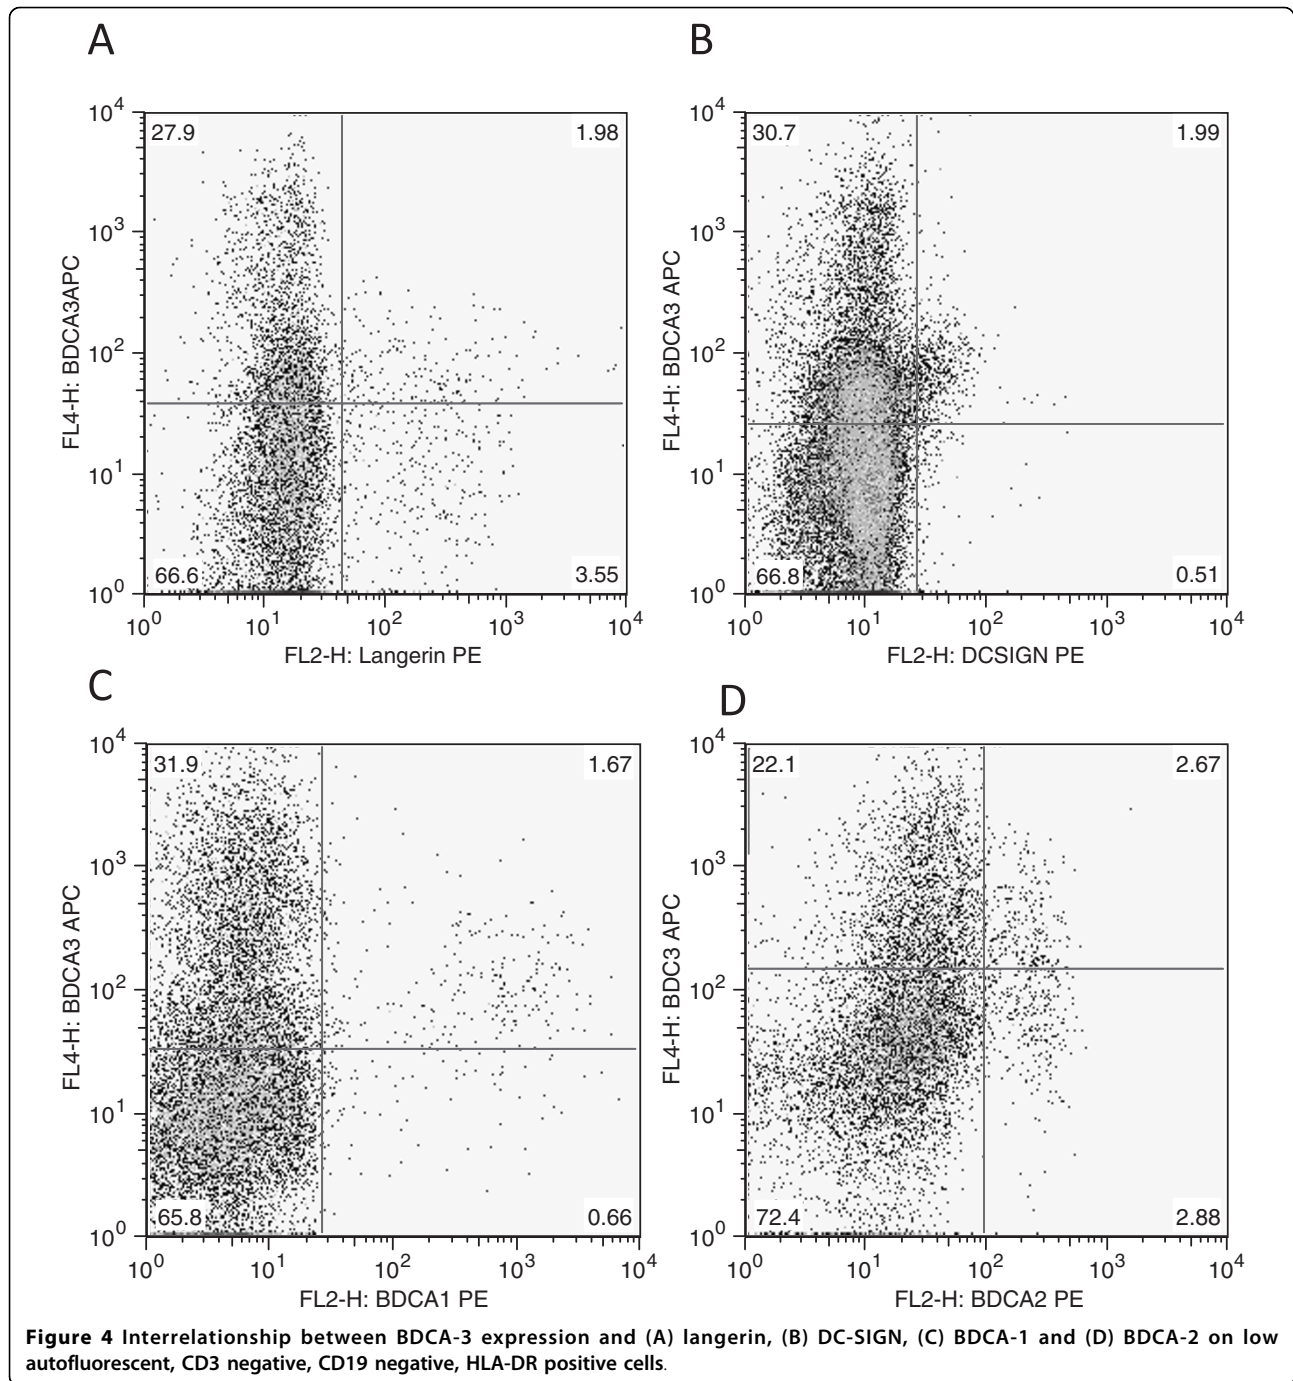 A
B
10^4
27.9
1.98
10^3
10^2
10^1
66.6
3.55
10^0
10^0 10^1 10^2 10^3 10^4
FL4-H: BDCA3APC
FL2-H: Langerin PE
10^4
30.7
1.99
10^3
10^2
10^1
66.8
0.51
10^0
10^0 10^1 10^2 10^3 10^4
FL4-H: BDCA3 APC
FL2-H: DCSIGN PE
C
D
10^4
31.9
1.67
10^3
10^2
10^1
65.8
0.66
10^0
10^0 10^1 10^2 10^3 10^4
FL4-H: BDCA3 APC
FL2-H: BDCA1 PE
10^4
22.1
2.67
10^3
10^2
10^1
72.4
2.88
10^0
10^0 10^1 10^2 10^3 10^4
FL4-H: BDC3 APC
FL2-H: BDCA2 PE
Figure 4 Interrelationship between BDCA-3 expression and (A) langerin, (B) DC-SIGN, (C) BDCA-1 and (D) BDCA-2 on low
autofluorescent, CD3 negative, CD19 negative, HLA-DR positive cells.